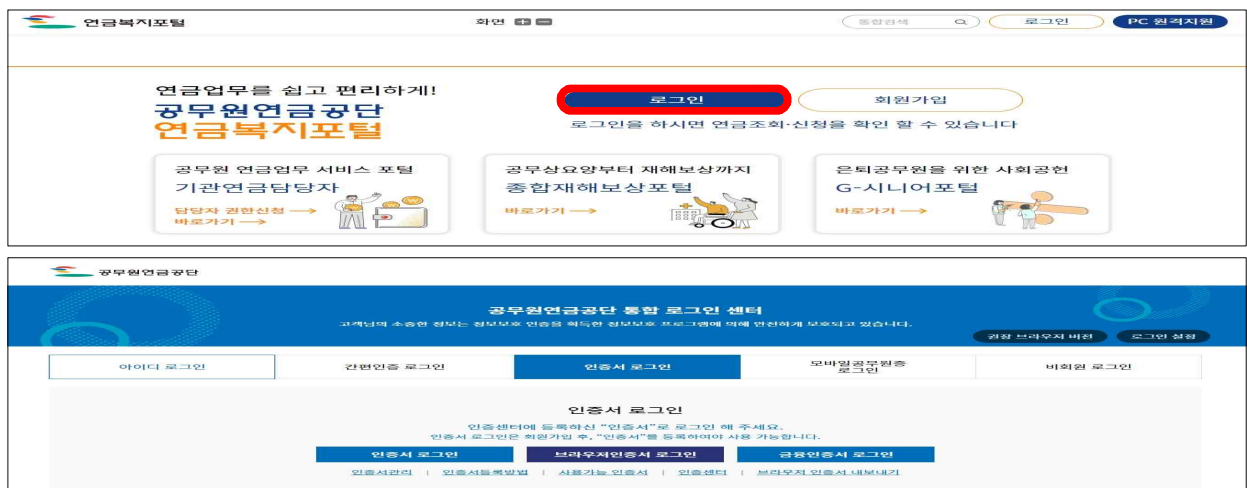 연금복지포털
화면
통합검색
로그인
PC 원격지원
연금업무를 쉽고 편리하게!
공무원연금공단
연금복지포털
로그인
회원가입
로그인을 하시면 연금조회·신청을 확인 할 수 있습니다
공무원 연금업무 서비스 포털
기관연금담당자
담당자 권한신청
바로가기
공무상요양부터 재해보상까지
종합재해보상포털
바로가기
은퇴공무원을 위한 사회공헌
G-시니어포털
바로가기
공무원연금공단
공무원연금공단 통합 로그인 센터
고객님의 소중한 정보는 정보보호 인증을 획득한 정보보호 프로그램에 의해 안전하게 보호되고 있습니다.
권장 브라우저 버전
로그인 설정
아이디 로그인
간편인증 로그인
인증서 로그인
모바일공무원증
로그인
비회원 로그인
인증서 로그인
인증센터에 등록하신 "인증서"로 로그인 해 주세요.
인증서 로그인은 회원가입 후, "인증서"를 등록하여야 사용 가능합니다.
인증서 로그인
브라우저인증서 로그인
금융인증서 로그인
인증서관리 | 인증서등록방법 | 사용가능 인증서 | 인증센터 | 브라우저 인증서 내보내기